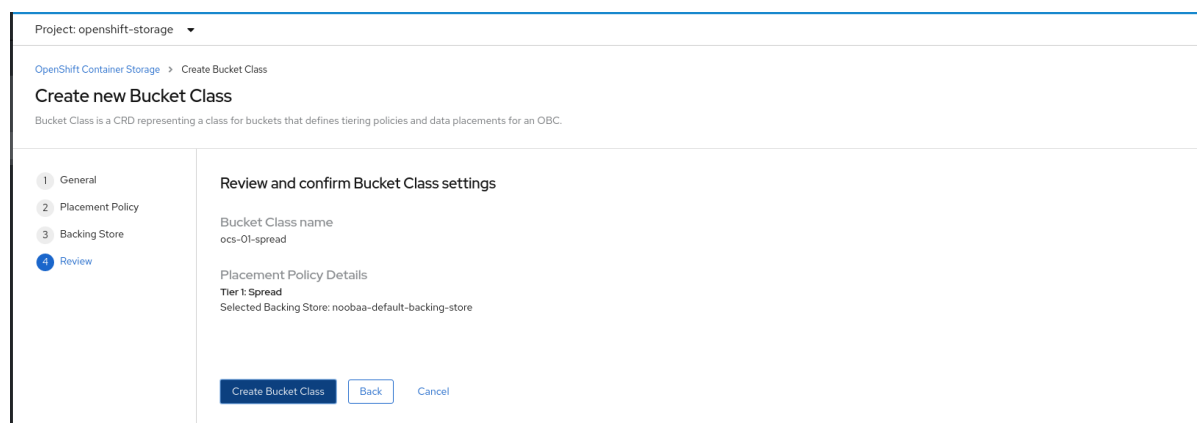 Project: openshift-storage
OpenShift Container Storage > Create Bucket Class
Create new Bucket Class
Bucket Class is a CRD representing a class for buckets that defines tiering policies and data placements for an OBC.
1 General
2 Placement Policy
3 Backing Store
4 Review
Review and confirm Bucket Class settings
Bucket Class name
ocs-01-spread
Placement Policy Details
Tier 1: Spread
Selected Backing Store: noobaa-default-backing-store
Create Bucket Class Back Cancel